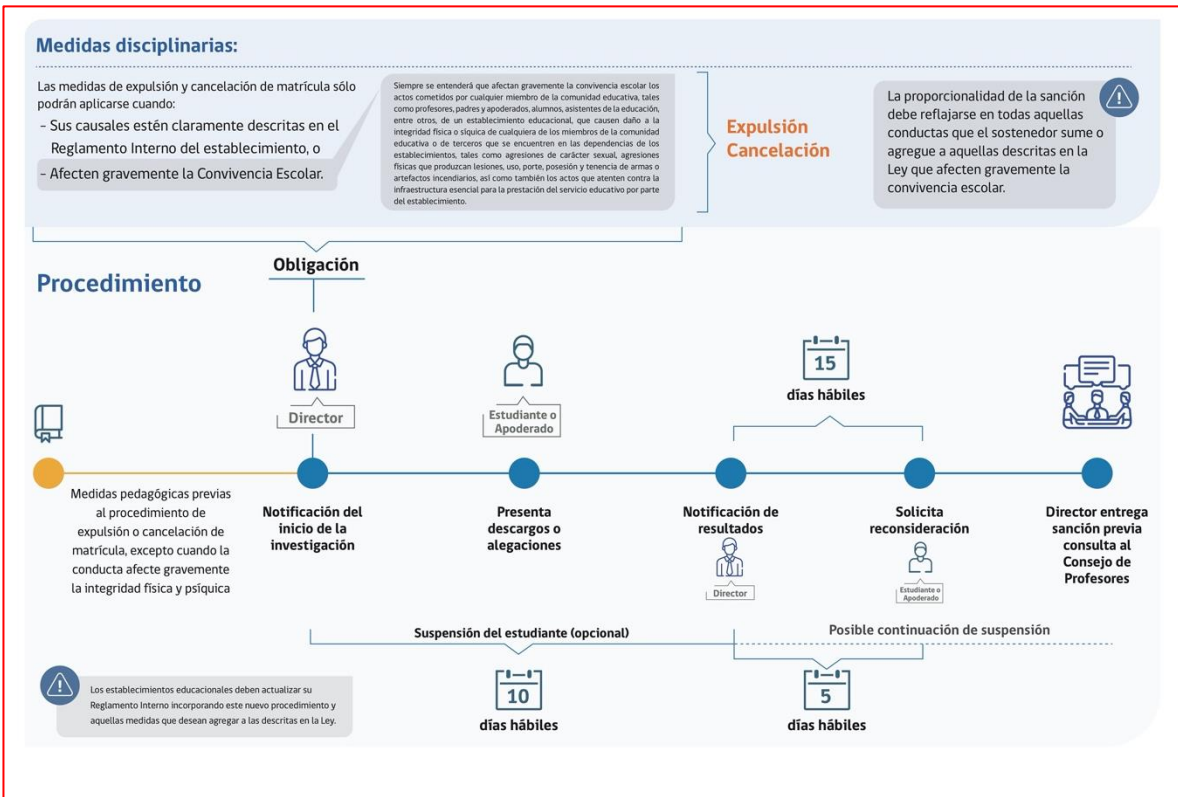 Medidas disciplinarias:
Las medidas de expulsión y cancelación de matrícula sólo
podrán aplicarse cuando:
- Sus causales estén claramente descritas en el
Reglamento Interno del establecimiento, o
- Afecten gravemente la Convivencia Escolar.
Siempre se entenderá que afectan gravemente la convivencia escolar los
actos cometidos por cualquier miembro de la comunidad educativa, tales
como profesores, padres y apoderados, alumnos, asistentes de la educación,
entre otros, de un establecimiento educacional, que causen daño a la
integridad física o síquica de cualquiera de los miembros de la comunidad
educativa o de terceros que se encuentren en las dependencias de los
establecimientos, tales como agresiones de carácter sexual, agresiones
físicas que produzcan lesiones, uso, porte, posesión y tenencia de armas o
artefactos incendiarios, así como también los actos que atenten contra la
infraestructura esencial para la prestación del servicio educativo por parte
del establecimiento.
Expulsión
Cancelación
La proporcionalidad de la sanción
debe reflajarse en todas aquellas
conductas que el sostenedor sume o
agregue a aquellas descritas en la
Ley que afecten gravemente la
convivencia escolar.
Obligación
Procedimiento
Director
Estudiante o
Apoderado
15
días hábiles
Medidas pedagógicas previas
al procedimiento de
expulsión o cancelación de
matrícula, excepto cuando la
conducta afecte gravemente
la integridad física y psíquica
Notificación del
inicio de la
investigación
Presenta
descargos o
alegaciones
Notificación de
resultados
Director
Solicita
reconsideración
Estudiante o
Apoderado
Director entrega
sanción previa
consulta al
Consejo de
Profesores
Suspensión del estudiante (opcional)
Posible continuación de suspensión
10
días hábiles
5
días hábiles
Los establecimientos educacionales deben actualizar su
Reglamento Interno incorporando este nuevo procedimiento y
aquellas medidas que desean agregar a las descritas en la Ley.